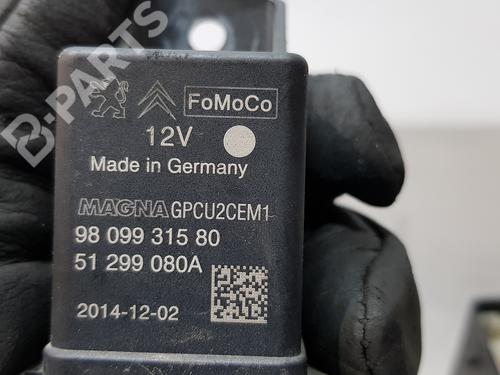 B-PARTS
FoMoCo
12V
Made in Germany
MAGNA GPCU2CEM1
98 099 315 80
51 299 080A
2014-12-02